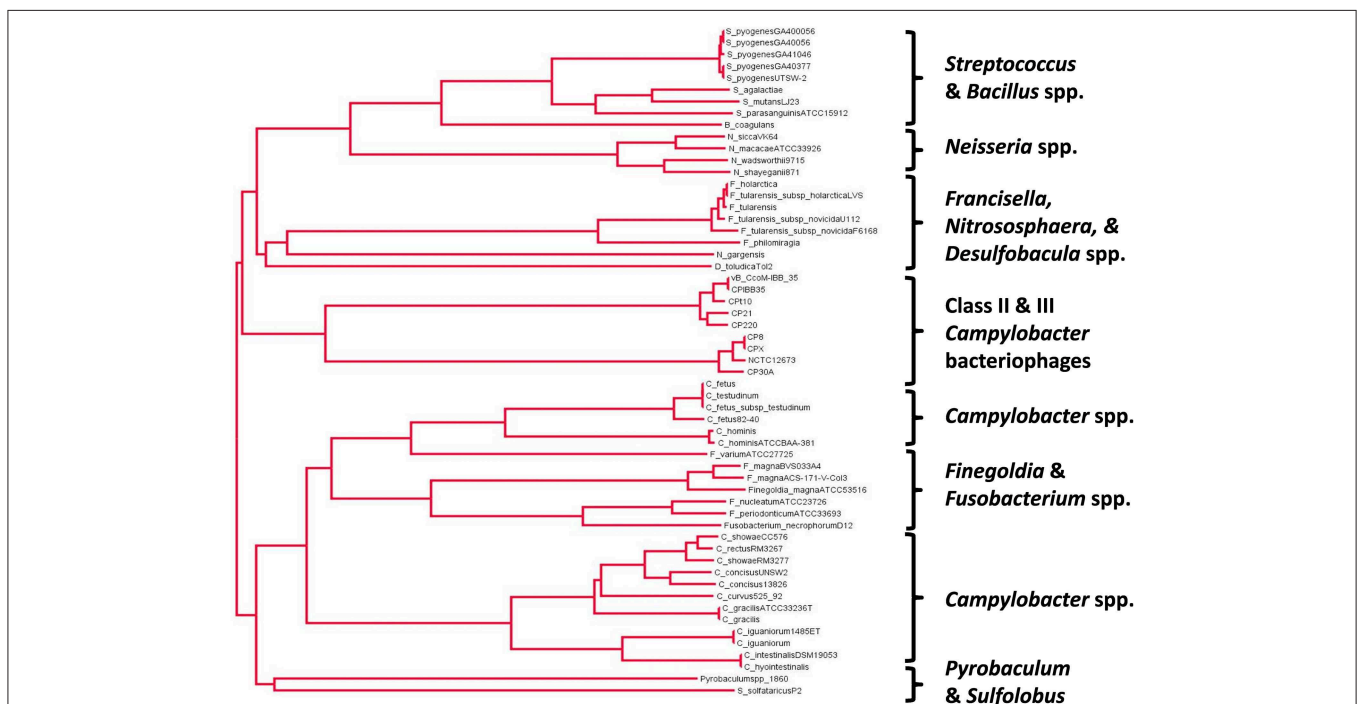 S_pyogenesGA400056
S_pyogenesGA40056
S_pyogenesGA41046
S_pyogenesGA40377
S_pyogenesUTSW-2
S_agalactiae
S_mutansLJ23
S_parasanguinisATCC15912
B_coagulans
Streptococcus
& Bacillus spp.
N_siccaVK64
N_macacaeATCC33926
N_wadsworthii9715
N_shayeganii871
Neisseria spp.
F_holarctica
F_tularensis_subsp_holarcticaLVS
F_tularensis
F_tularensis_subsp_novicidaU112
F_tularensis_subsp_novicidaF6168
F_philomiragia
N_gargensis
D_toludicaTol2
Francisella,
Nitrososphaera, &
Desulfobacula spp.
vB_CcoM-IBB_35
CPIBB35
CPt10
CP21
CP220
CP8
CPX
NCTC12673
CP30A
Class II & III
Campylobacter
bacteriophages
C_fetus
C_testudinum
C_fetus_subsp_testudinum
C_fetus82-40
C_hominis
C_hominisATCCBAA-381
Campylobacter spp.
F_variumATCC27725
F_magnaBVS033A4
F_magnaACS-171-V-Col3
Finegoldia_magnaATCC53516
F_nucleatumATCC23726
F_periodonticumATCC33693
Fusobacterium_necrophorumD12
Finegoldia &
Fusobacterium spp.
C_showaeCC576
C_rectusRM3267
C_showaeRM3277
C_concisusUNSW2
C_concisus13826
C_curvus525_92
C_gracilisATCC33236T
C_gracilis
C_iguaniorum1485ET
C_iguaniorum
C_intestinalisDSM19053
C_hyointestinalis
Campylobacter spp.
Pyrobaculumspp_1860
S_solfataricusP2
Pyrobaculum
& Sulfolobus